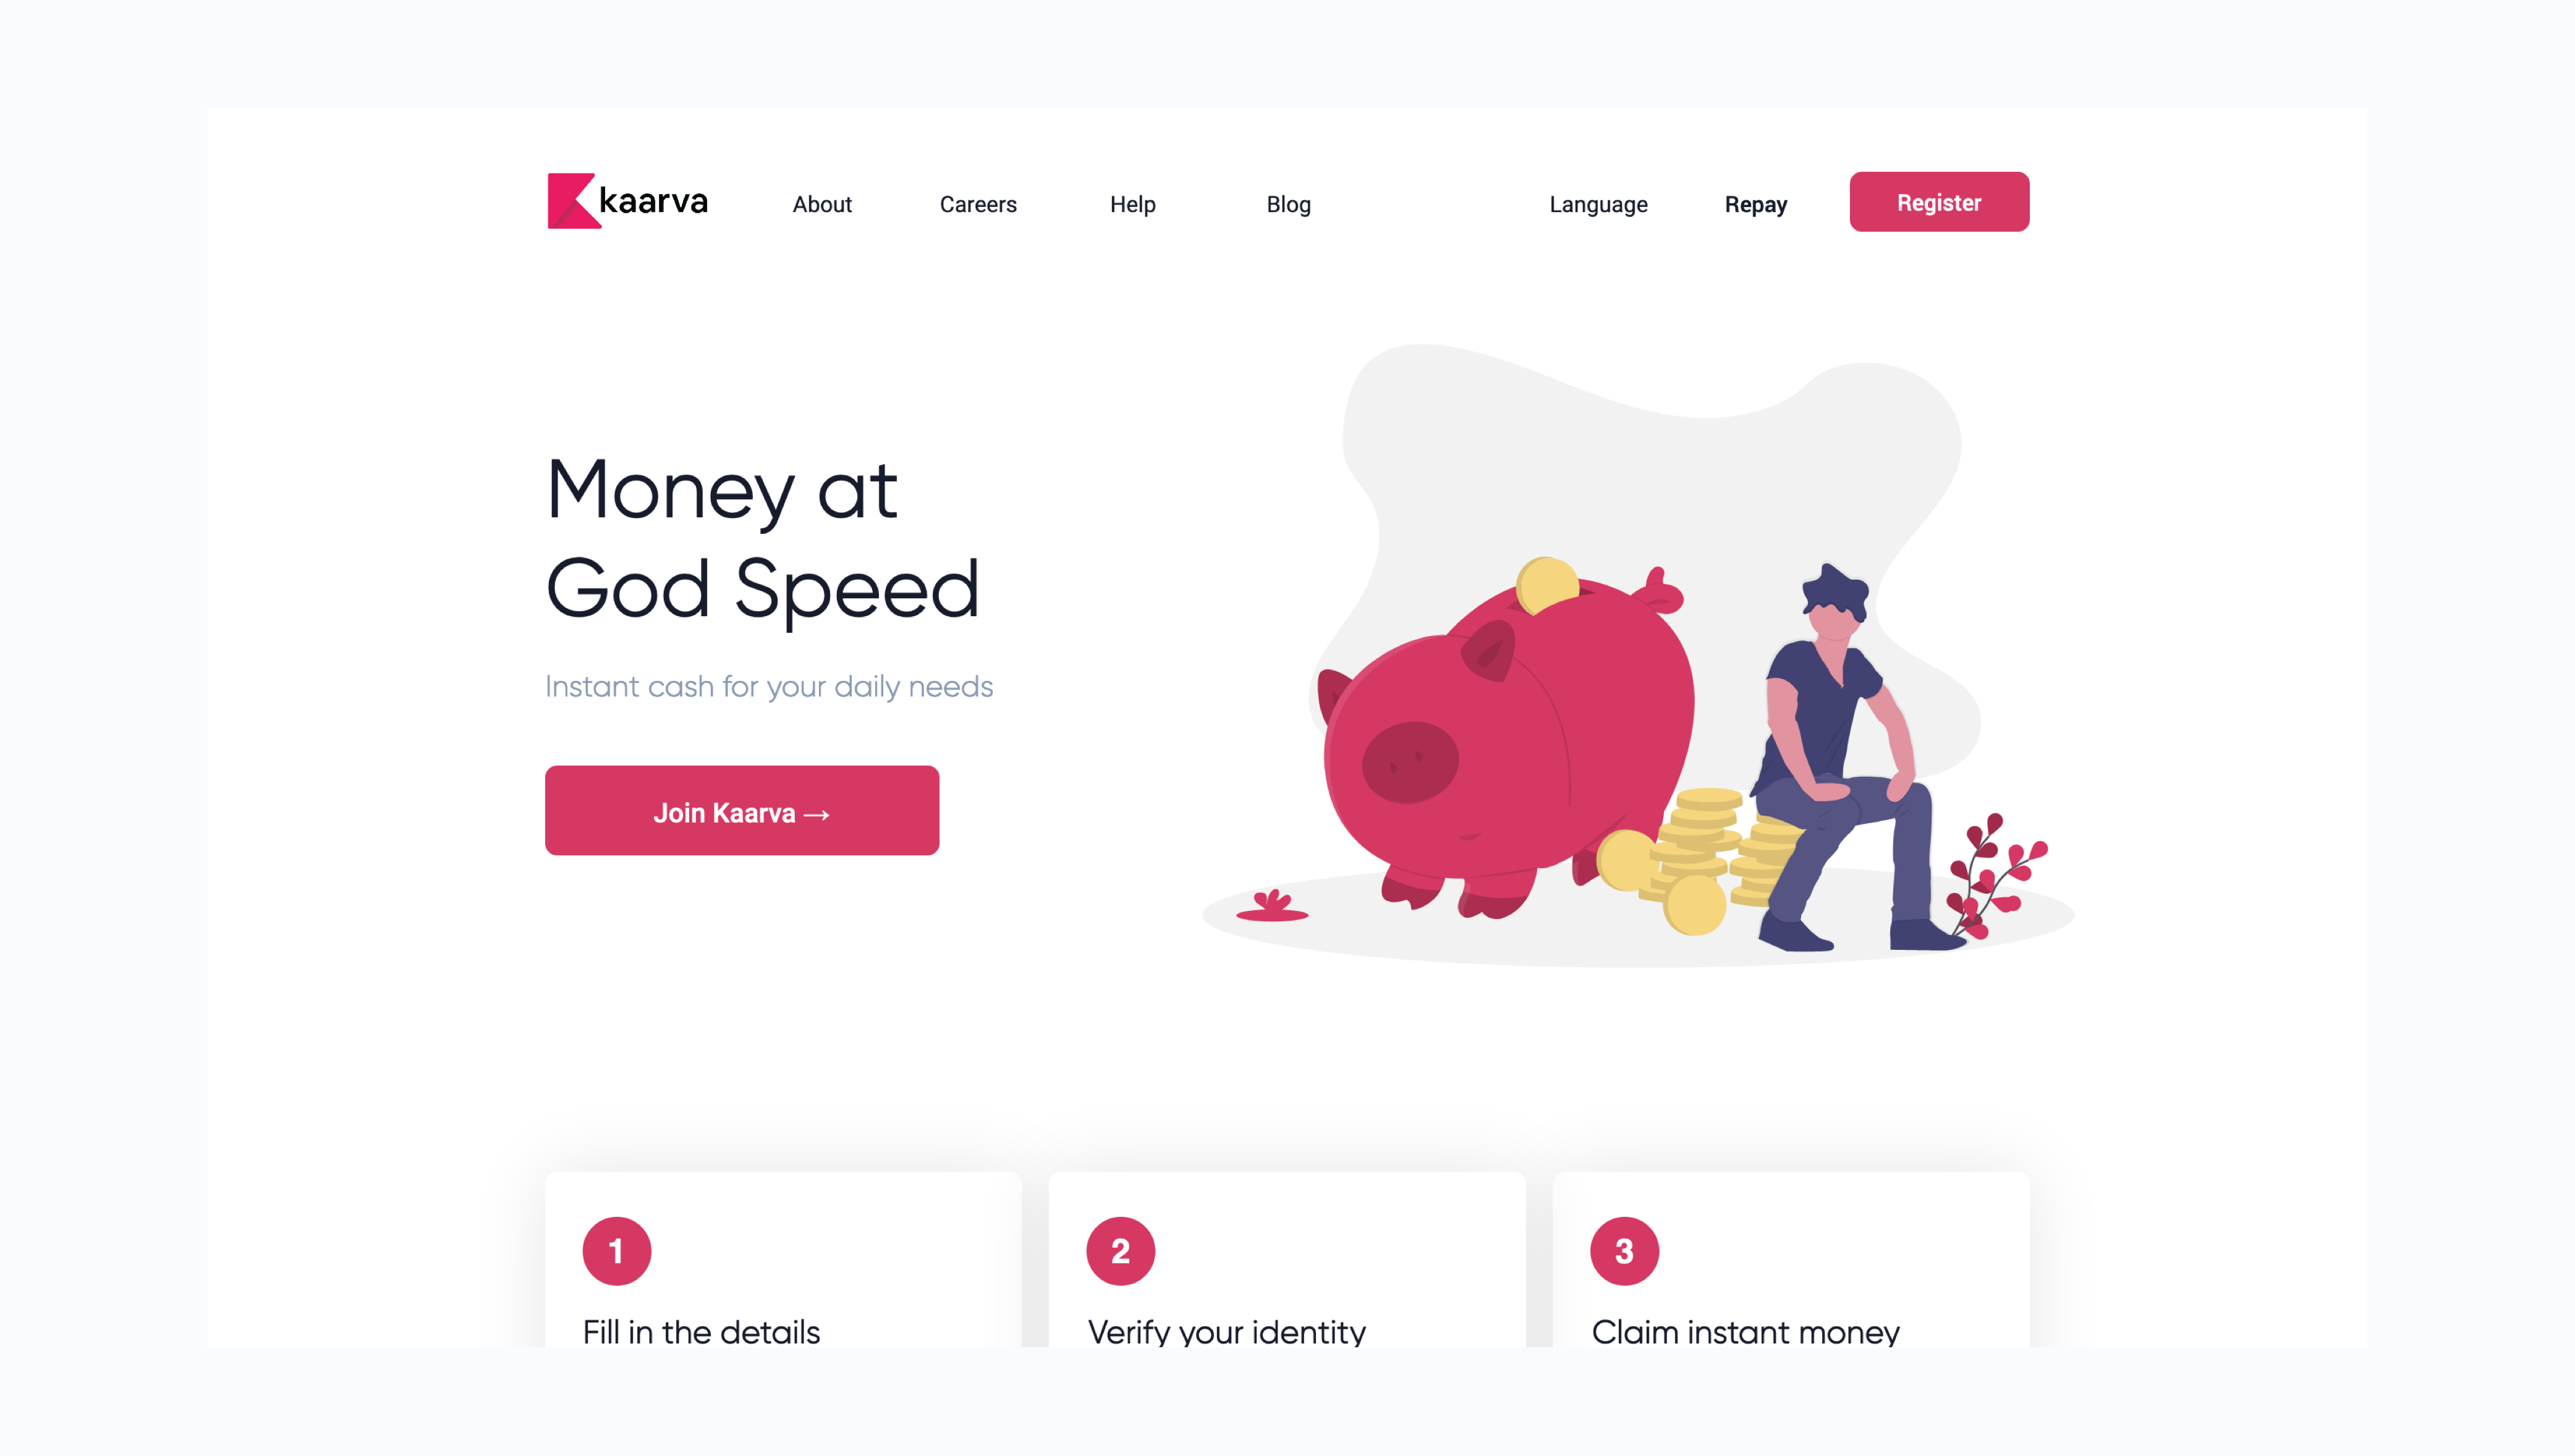 kaarva
About
Careers
Help
Blog
Language
Repay
Register
Money at
God Speed
Instant cash for your daily needs
Join Kaarva →
1
Fill in the details
2
Verify your identity
3
Claim instant money